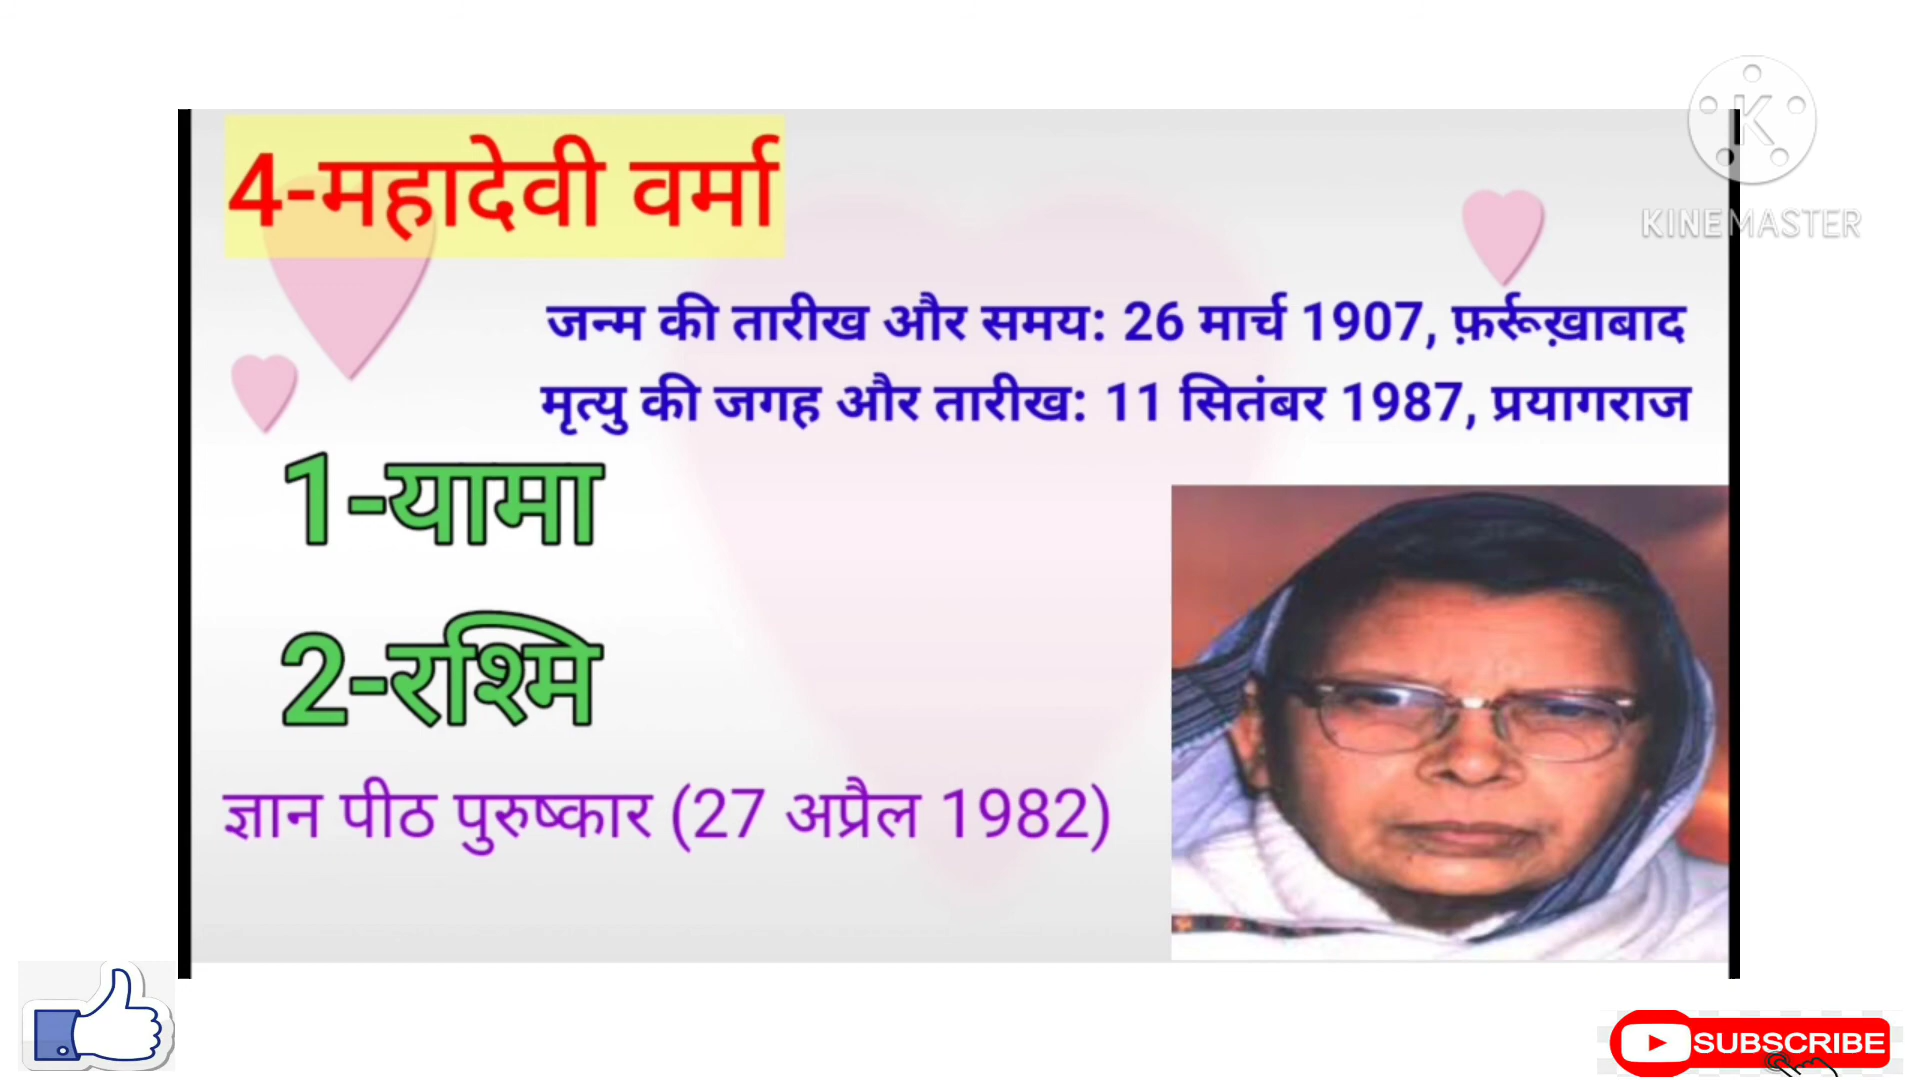 4-महादेवी वर्मा
KINEMASTER
जन्म की तारीख और समय: 26 मार्च 1907, फ़र्रूख़ाबाद
मृत्यु की जगह और तारीख: 11 सितंबर 1987, प्रयागराज
1-यामा
2-रश्मि
ज्ञान पीठ पुरुष्कार (27 अप्रैल 1982)
SUBSCRIBE